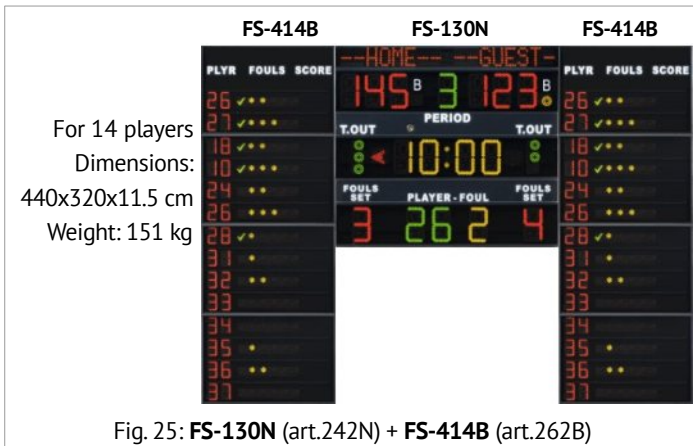 FS-414B FS-130N FS-414B
For 14 players
Dimensions:
440x320x11.5 cm
Weight: 151 kg
PLYR FOULS SCORE
26
27
18
10
24
26
28
31
32
33
34
35
36
37
--HOME-- --GUEST-
145 B 3 123 B
PERIOD
T.OUT T.OUT
10:00
FOULS SET PLAYER-FOUL FOULS SET
3 26 2 4
PLYR FOULS SCORE
26
27
18
10
24
26
28
31
32
33
34
35
36
37
Fig. 25: FS-130N (art.242N) + FS-414B (art.262B)